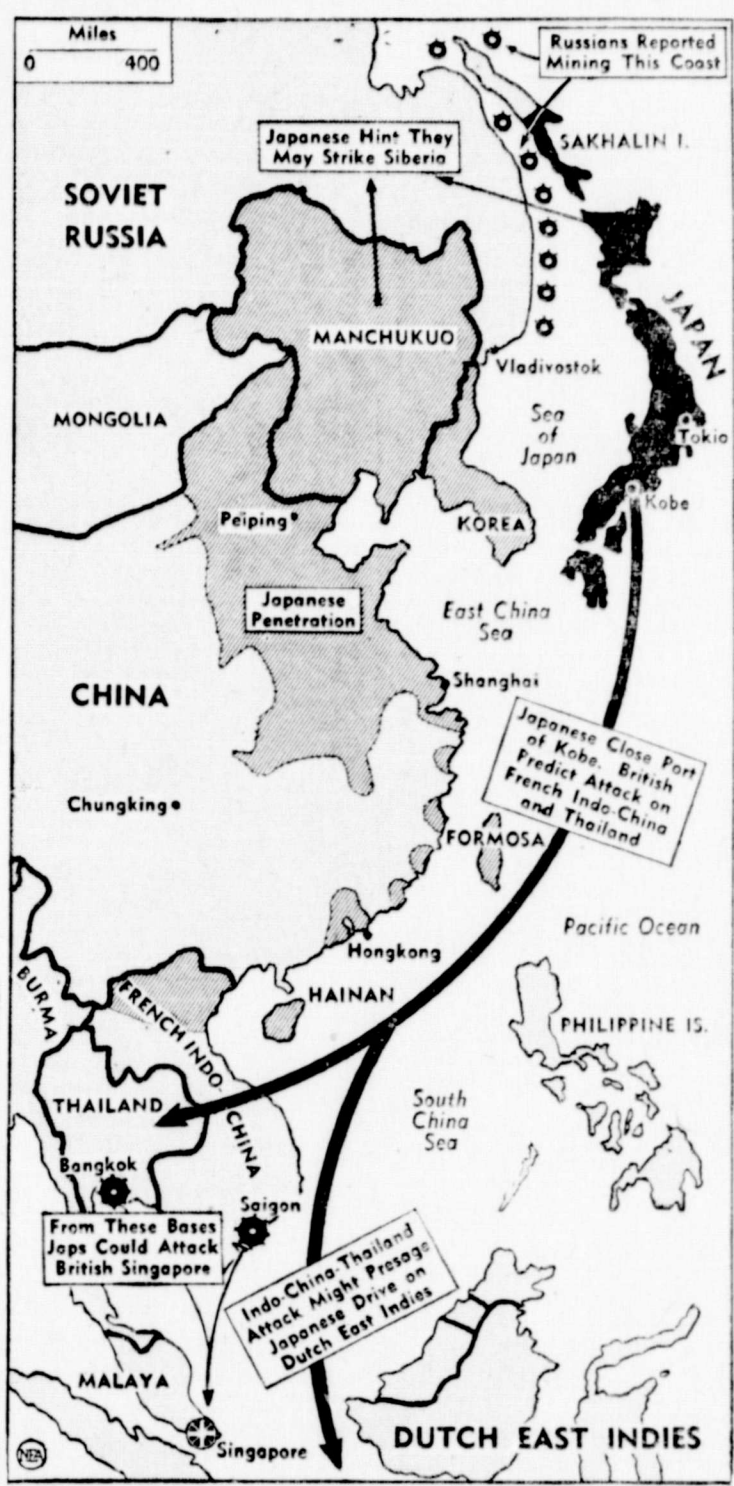 Miles
0 400
Russians Reported
Mining This Coast
Japanese Hint They
May Strike Siberia
SAKHALIN I.
SOVIET
RUSSIA
JAPAN
MANCHUKUO
Vladivostok
MONGOLIA
Sea
of
Japan
Tokio
Peiping
KOREA
Kobe
Japanese
Penetration
East China
Sea
CHINA
Shanghai
Japanese Close Port
of Kobe. British
Predict Attack on
French Indo-China
and Thailand
Chungking
FORMOSA
Pacific Ocean
Hongkong
HAINAN
BURMA
FRENCH INDO-CHINA
PHILIPPINE IS.
THAILAND
South
China
Sea
Bangkok
Saigon
From These Bases
Japs Could Attack
British Singapore
Indo-China-Thailand
Attack Might Presage
Japanese Drive on
Dutch East Indies
MALAYA
Singapore
DUTCH EAST INDIES
NEA